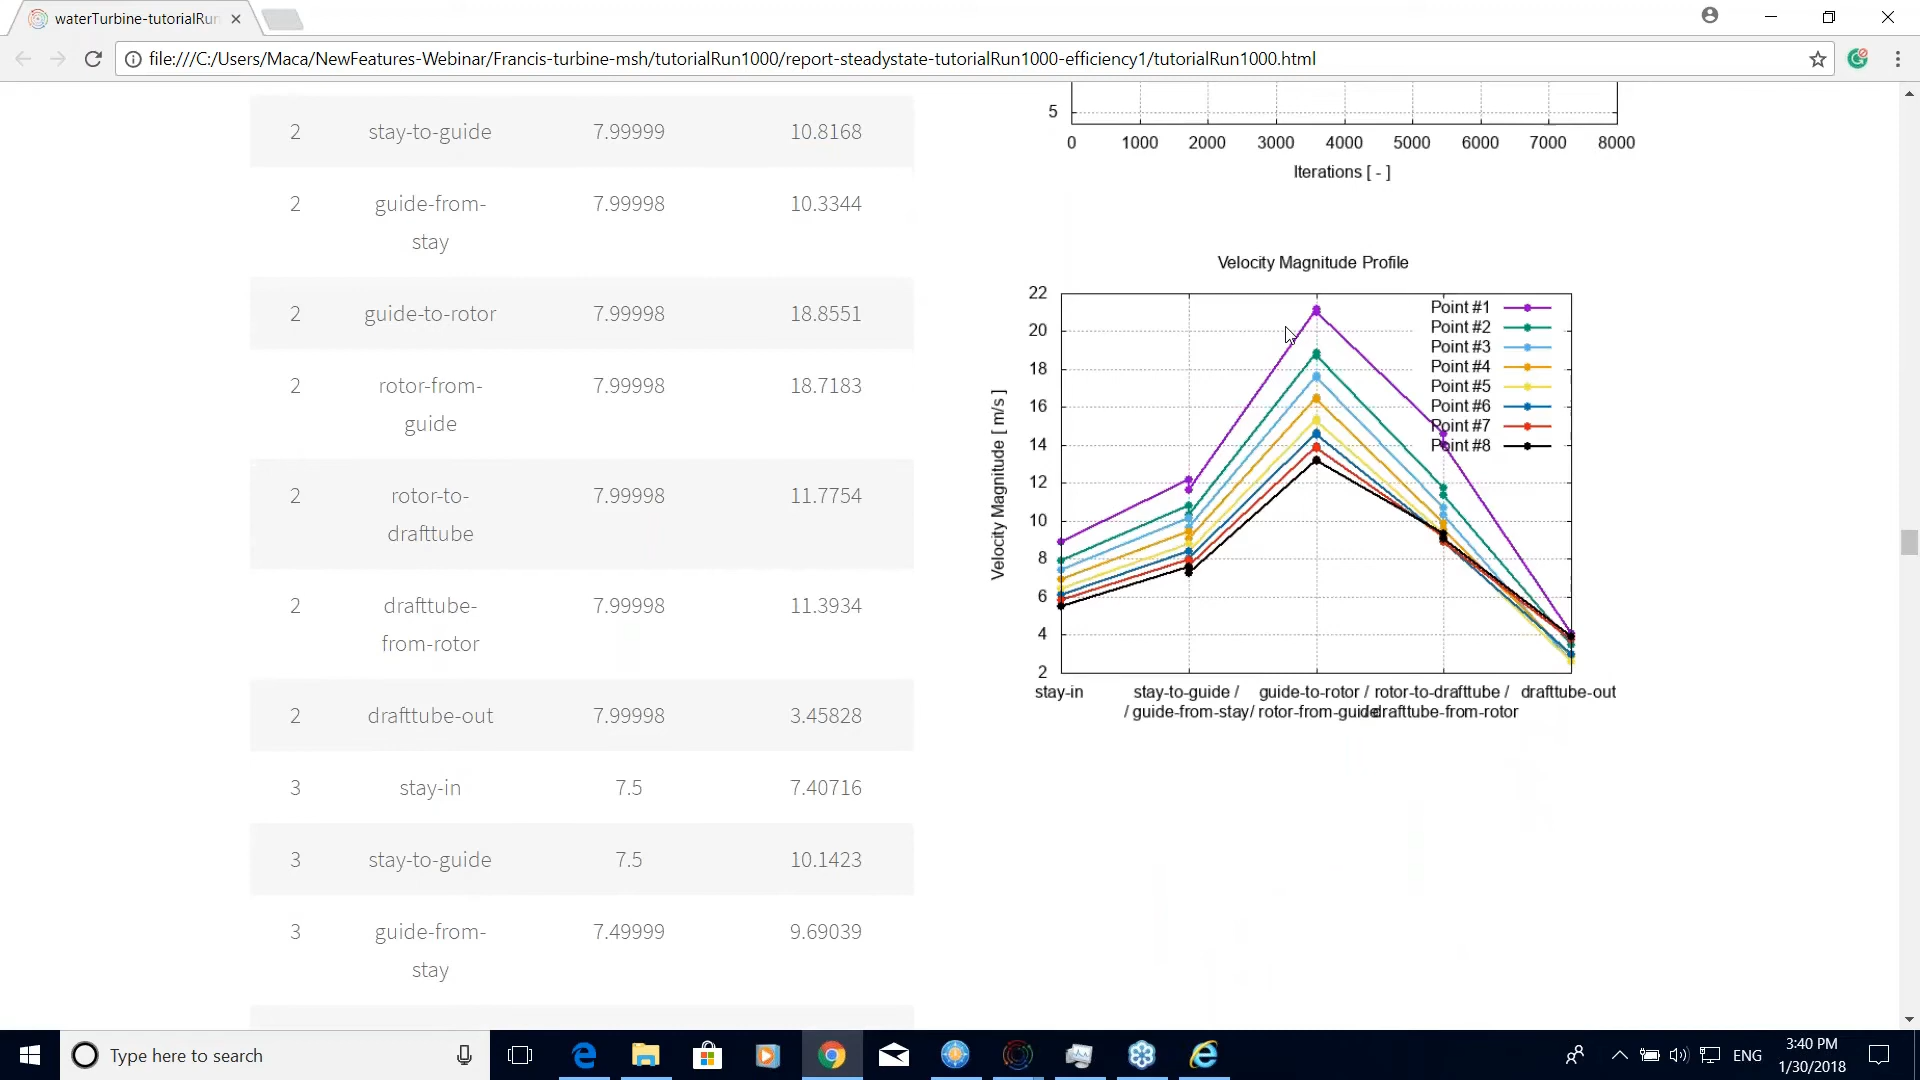 waterTurbine-tutorialRun
file:///C:/Users/Maca/NewFeatures-Webinar/Francis-turbine-msh/tutorialRun1000/report-steadystate-tutorialRun1000-efficiency1/tutorialRun1000.html
2 stay-to-guide 7.99999 10.8168
2 guide-from- 7.99998 10.3344
stay
2 guide-to-rotor 7.99998 18.8551
2 rotor-from- 7.99998 18.7183
guide
2 rotor-to- 7.99998 11.7754
drafttube
2 drafttube- 7.99998 11.3934
from-rotor
2 drafttube-out 7.99998 3.45828
3 stay-in 7.5 7.40716
3 stay-to-guide 7.5 10.1423
3 guide-from- 7.49999 9.69039
stay
5
0 1000 2000 3000 4000 5000 6000 7000 8000
Iterations [ - ]
Velocity Magnitude Profile
Velocity Magnitude [ m/s ]
22
20
18
16
14
12
10
8
6
4
2
Point #1
Point #2
Point #3
Point #4
Point #5
Point #6
Point #7
Point #8
stay-in stay-to-guide / guide-to-rotor / rotor-to-drafttube / drafttube-out
/ guide-from-stay / rotor-from-guide / drafttube-from-rotor
Type here to search
ENG
3:40 PM
1/30/2018